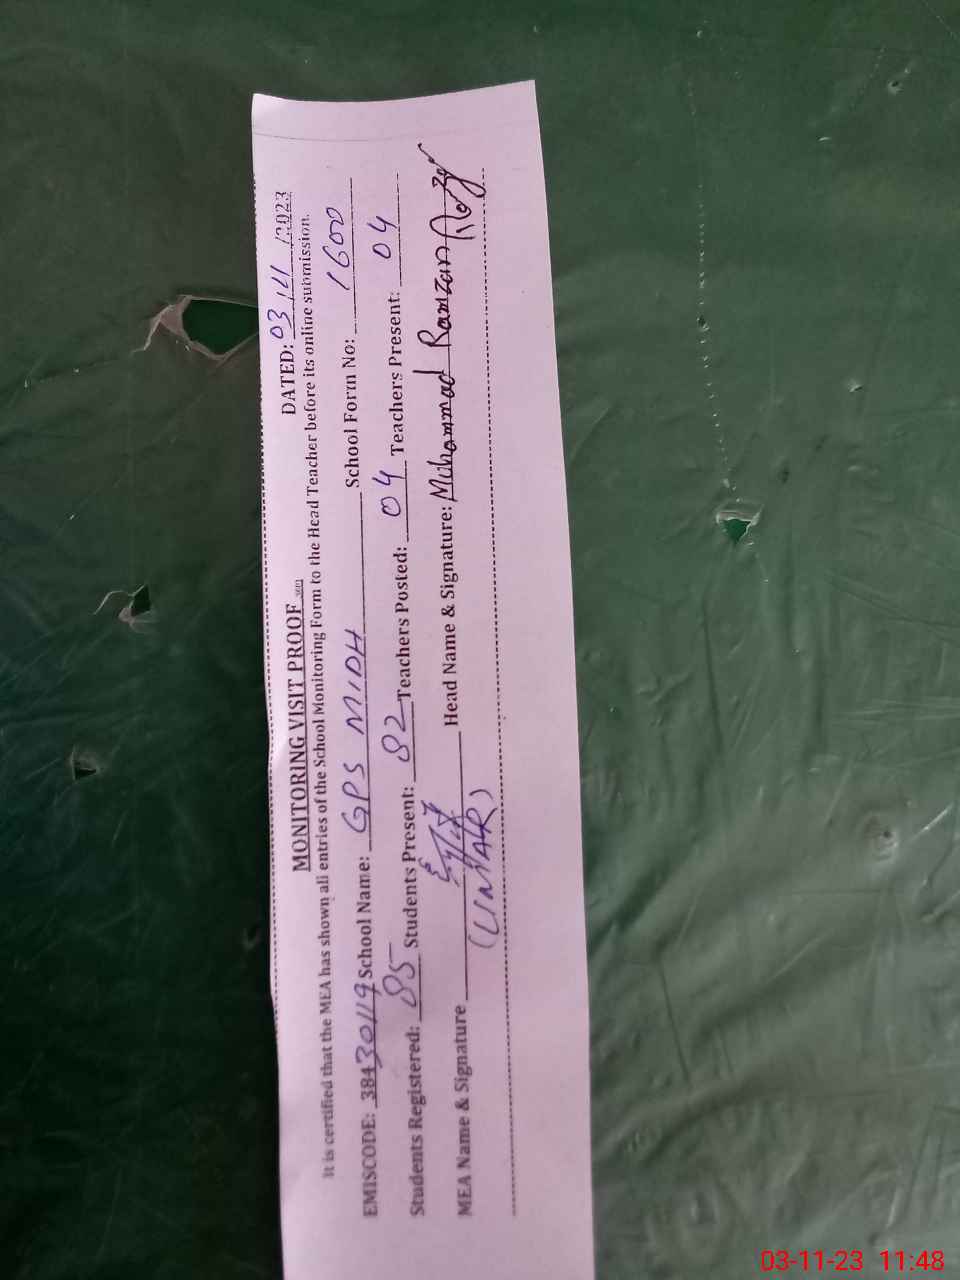 MONITORING VISIT PROOF SED
DATED: 03/11/2023
It is certified that the MEA has shown all entries of the School Monitoring Form to the Head Teacher before its online submission.
EMISCODE: 38430119 School Name: GPS MIDH School Form No: 1600
Students Registered: 85 Students Present: 82 Teachers Posted: 04 Teachers Present: 04
MEA Name & Signature Head Name & Signature: Muhammad Ramzan
(UMAR)
03-11-23 11:48